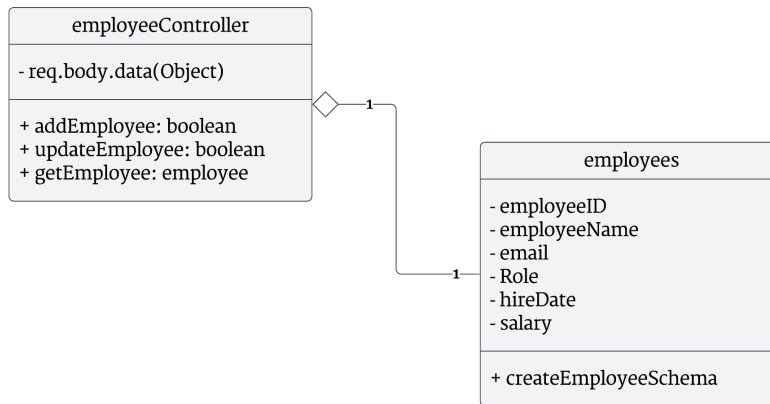 employeeController
- req.body.data(Object)
+ addEmployee: boolean
+ updateEmployee: boolean
+ getEmployee: employee
1
1
employees
- employeeID
- employeeName
- email
- Role
- hireDate
- salary
+ createEmployeeSchema